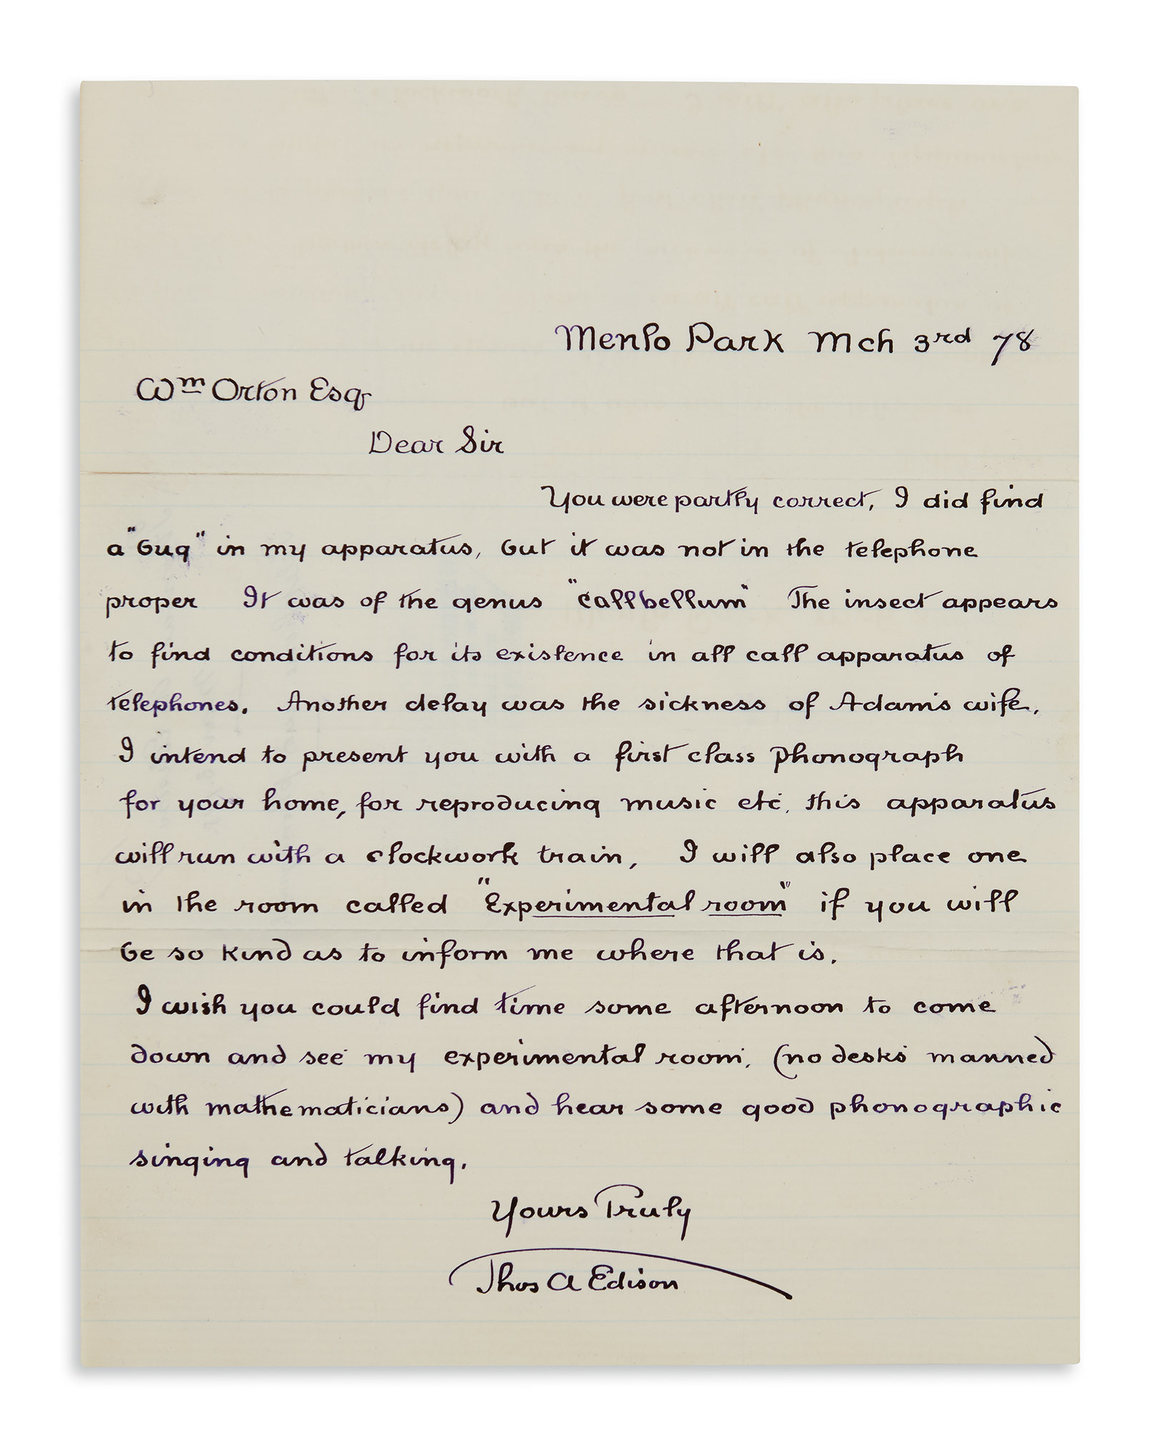 Menlo Park Mch 3rd 78
Wm Orton Esq
Dear Sir
You were partly correct, I did find
a "bug" in my apparatus, but it was not in the telephone
proper It was of the genus "callbellum" The insect appears
to find conditions for its existence in all call apparatus of
telephones. Another delay was the sickness of Adams wife,
I intend to present you with a first class phonograph
for your home, for reproducing music etc. this apparatus
will run with a clockwork train, I will also place one
in the room called "Experimental room" if you will
be so kind as to inform me where that is.
I wish you could find time some afternoon to come
down and see my experimental room, (no desks manned
with mathematicians) and hear some good phonographic
singing and talking.
Yours Truly
Thos A Edison